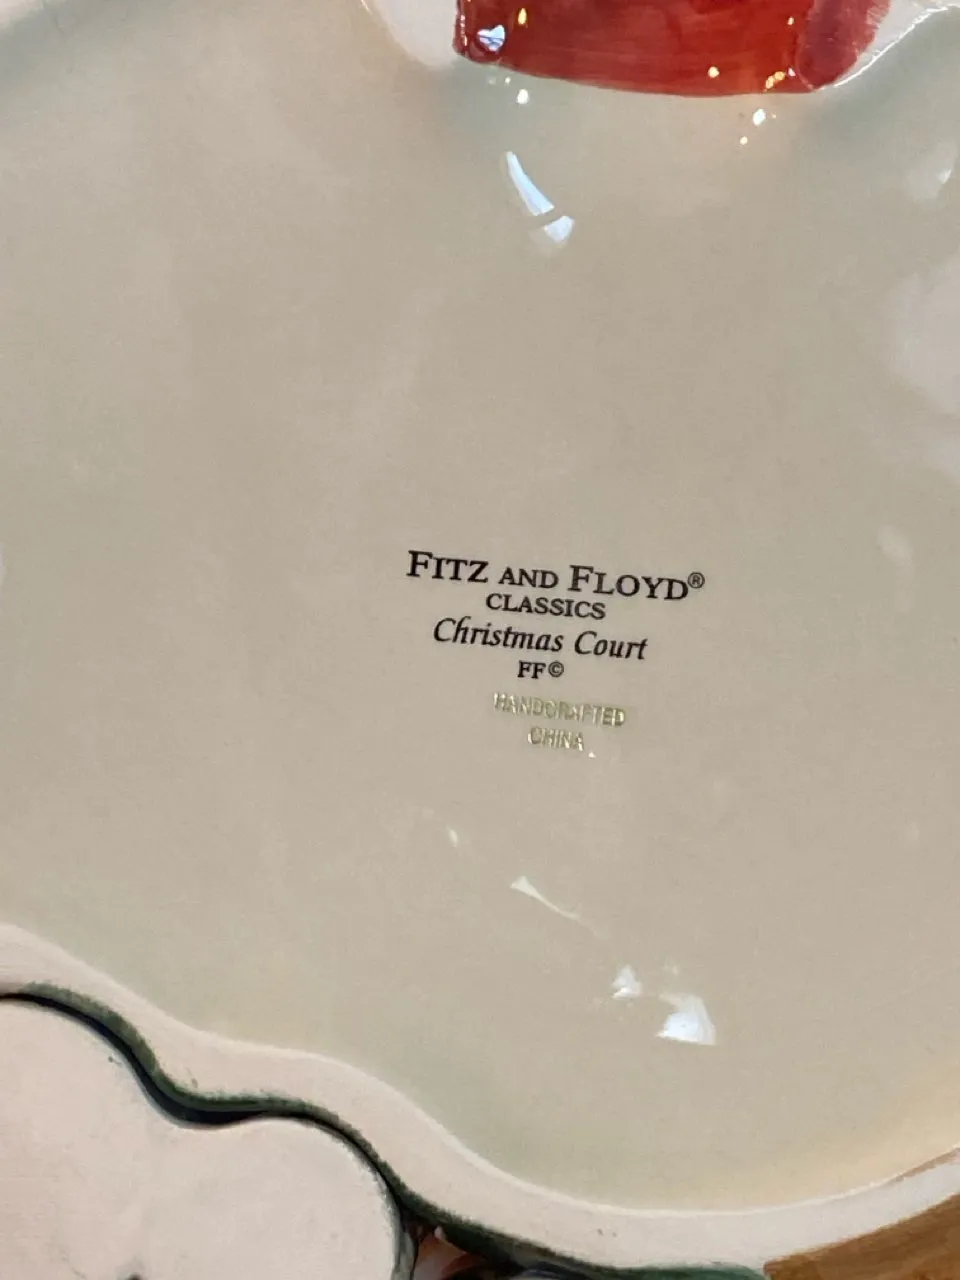 FITZ AND FLOYD®
CLASSICS
Christmas Court
FF©
HANDCRAFTED
CHINA